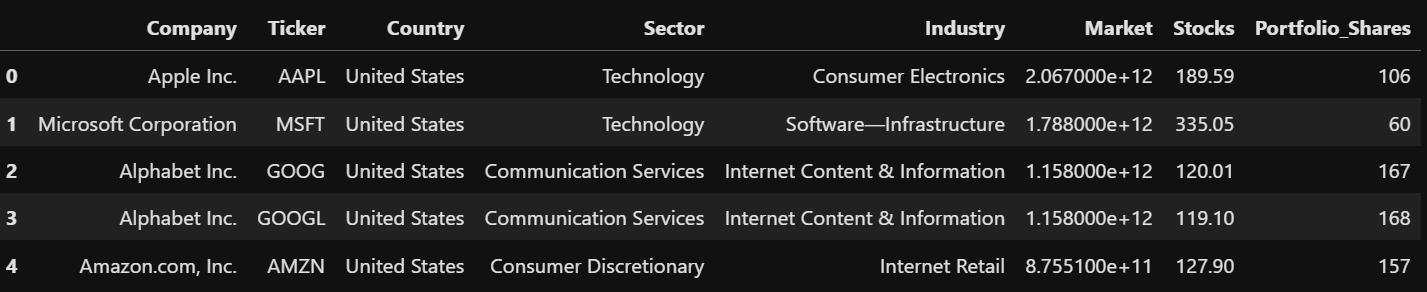 Company Ticker Country Sector Industry Market Stocks Portfolio_Shares
0 Apple Inc. AAPL United States Technology Consumer Electronics 2.067000e+12 189.59 106
1 Microsoft Corporation MSFT United States Technology Software—Infrastructure 1.788000e+12 335.05 60
2 Alphabet Inc. GOOG United States Communication Services Internet Content & Information 1.158000e+12 120.01 167
3 Alphabet Inc. GOOGL United States Communication Services Internet Content & Information 1.158000e+12 119.10 168
4 Amazon.com, Inc. AMZN United States Consumer Discretionary Internet Retail 8.755100e+11 127.90 157